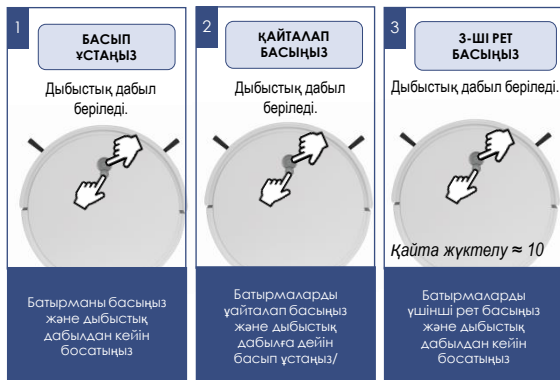 1
БАСЫП
ҰСТАҢЫЗ
Дыбыстық дабыл
беріледі.
Батырманы басыңыз
және дыбыстық
дабылдан кейін
босатыңыз
2
ҚАЙТАЛАП
БАСЫҢЫЗ
Дыбыстық дабыл
беріледі.
Батырмаларды
ұайталап басыңыз
және дыбыстық
дабылға дейін
басып ұстаңыз/
3
3-ШІ РЕТ
БАСЫҢЫЗ
Дыбыстық дабыл беріледі.
Қайта жүктелу ≈ 10
Батырмаларды
үшінші рет басыңыз
және дыбыстық
дабылдан кейін
босатыңыз